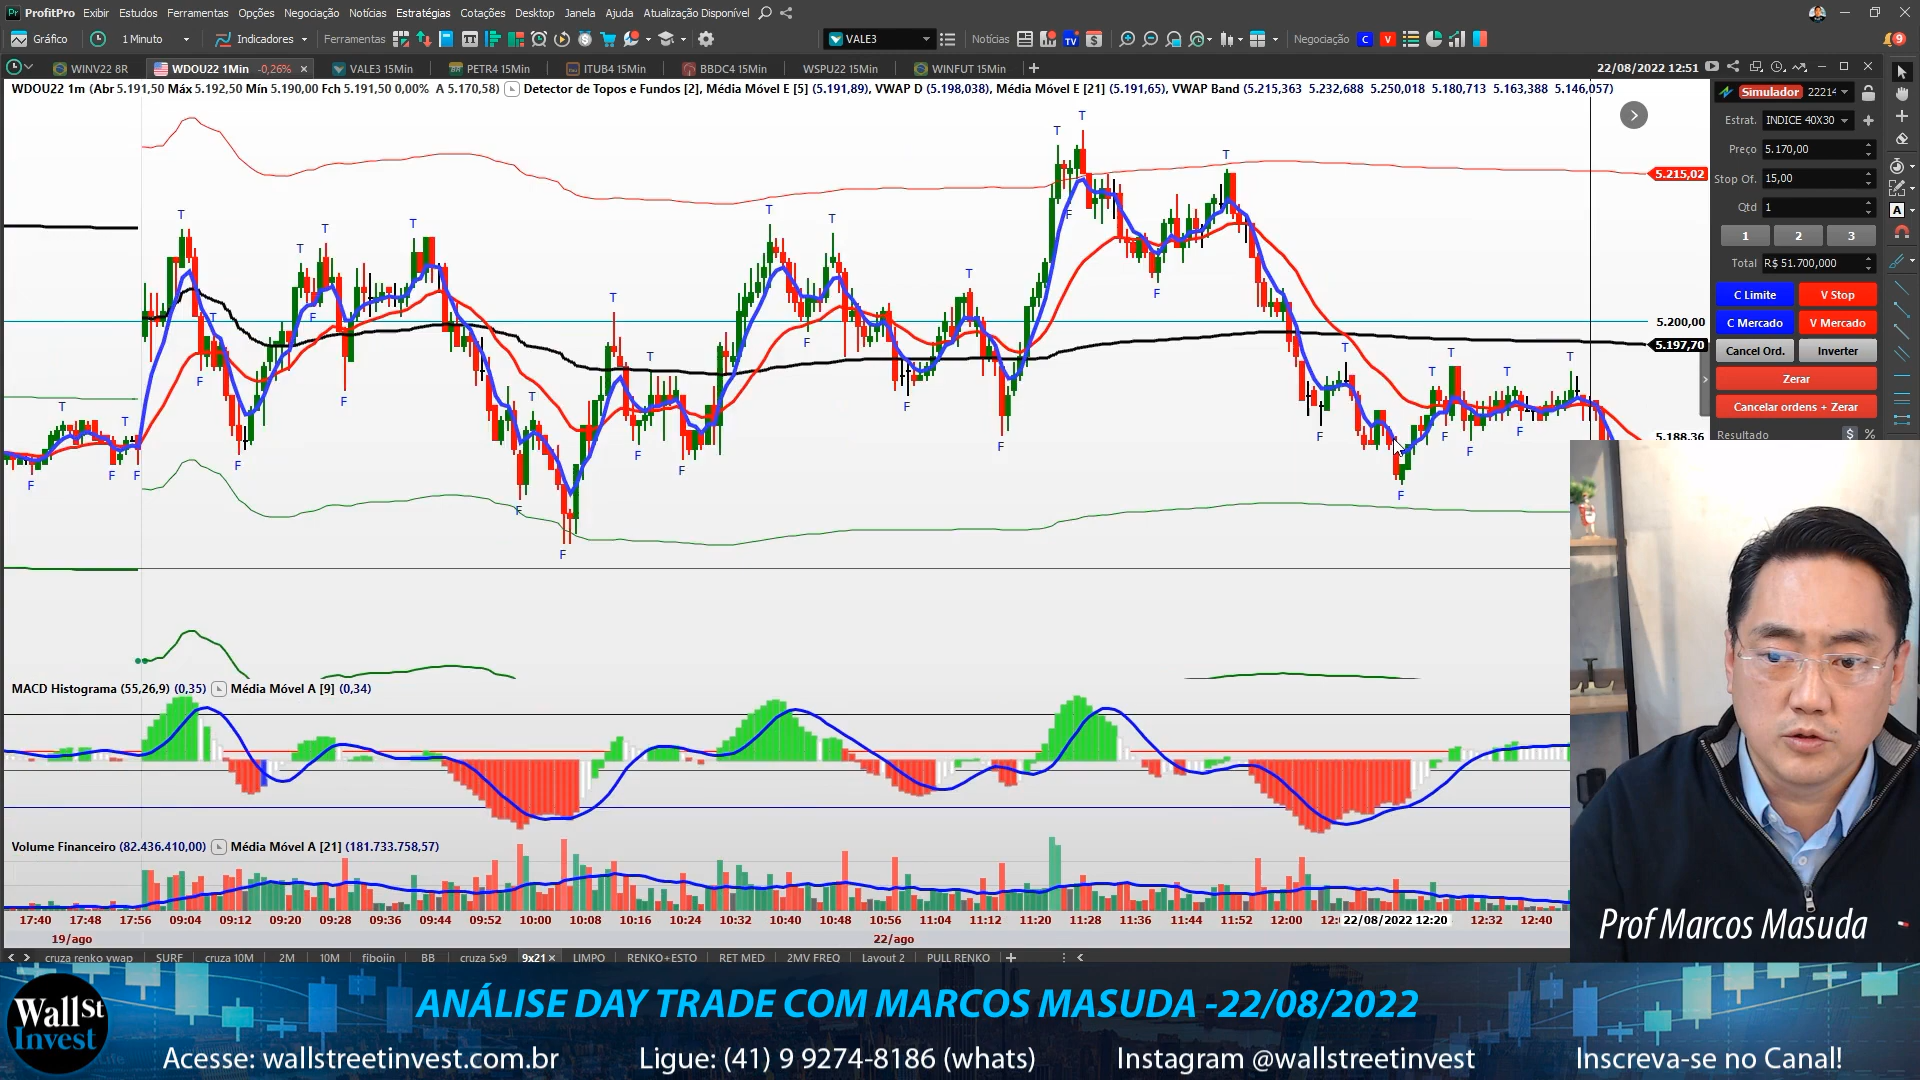 ProfitPro Exibir Estudos Ferramentas Opções Negociação Notícias Estratégias Cotações Desktop Janela Ajuda Atualização Disponível
Gráfico 1 Minuto Indicadores Ferramentas VALE3 Notícias TV Negociação C V 9
WINV22 8R WDOU22 1Min -0,26% × VALE3 15Min PETR4 15Min ITUB4 15Min BBDC4 15Min WSPU22 15Min WINFUT 15Min + 22/08/2022 12:51
WDOU22 1m (Abr 5.191,50 Máx 5.192,50 Mín 5.190,00 Fch 5.191,50 0,00% A 5.170,58) Detector de Topos e Fundos [2], Média Móvel E [5] (5.191,89), VWAP D (5.198,038), Média Móvel E [21] (5.191,65), VWAP Band (5.215,363 5.232,688 5.250,018 5.180,713 5.163,388 5.146,057)
Simulador 22214
Estrat. INDICE 40X30
Preço 5.170,00
Stop Of. 15,00
Qtd 1
1 2 3
Total R$ 51.700,000
C Limite V Stop
C Mercado V Mercado
Cancel Ord. Inverter
Zerar
Cancelar ordens + Zerar
Resultado $ %
5.215,02
5.200,00
5.197,70
5.188,36
MACD Histograma (55,26,9) (0,35) Média Móvel A [9] (0,34)
Volume Financeiro (82.436.410,00) Média Móvel A [21] (181.733.758,57)
17:40 17:48 17:56 09:04 09:12 09:20 09:28 09:36 09:44 09:52 10:00 10:08 10:16 10:24 10:32 10:40 10:48 10:56 11:04 11:12 11:20 11:28 11:36 11:44 11:52 12:00 22/08/2022 12:20 12:32 12:40
19/ago 22/ago
cruza renko vwap SURF cruza 10M 2M 10M fiboiin BB cruza 5x9 9x21 × LIMPO RENKO+ESTO RET MED 2MV FREQ Layout 2 PULL RENKO +
Prof Marcos Masuda
Wall St
Invest
ANÁLISE DAY TRADE COM MARCOS MASUDA -22/08/2022
Acesse: wallstreetinvest.com.br Ligue: (41) 9 9274-8186 (whats) Instagram @wallstreetinvest Inscreva-se no Canal!